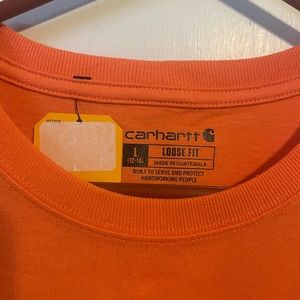 carhartt
L LOOSE FIT
(12-14) MADE IN GUATEMALA
BUILT TO SERVE AND PROTECT
HARDWORKING PEOPLE